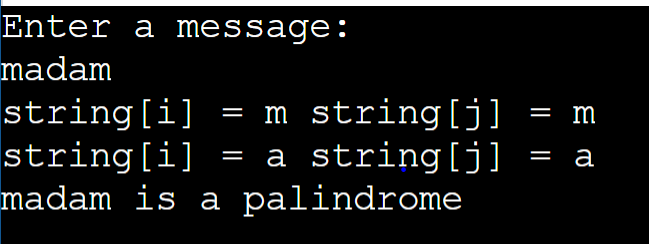 Enter a message:
madam
string[i] = m string[j] = m
string[i] = a string[j] = a
madam is a palindrome